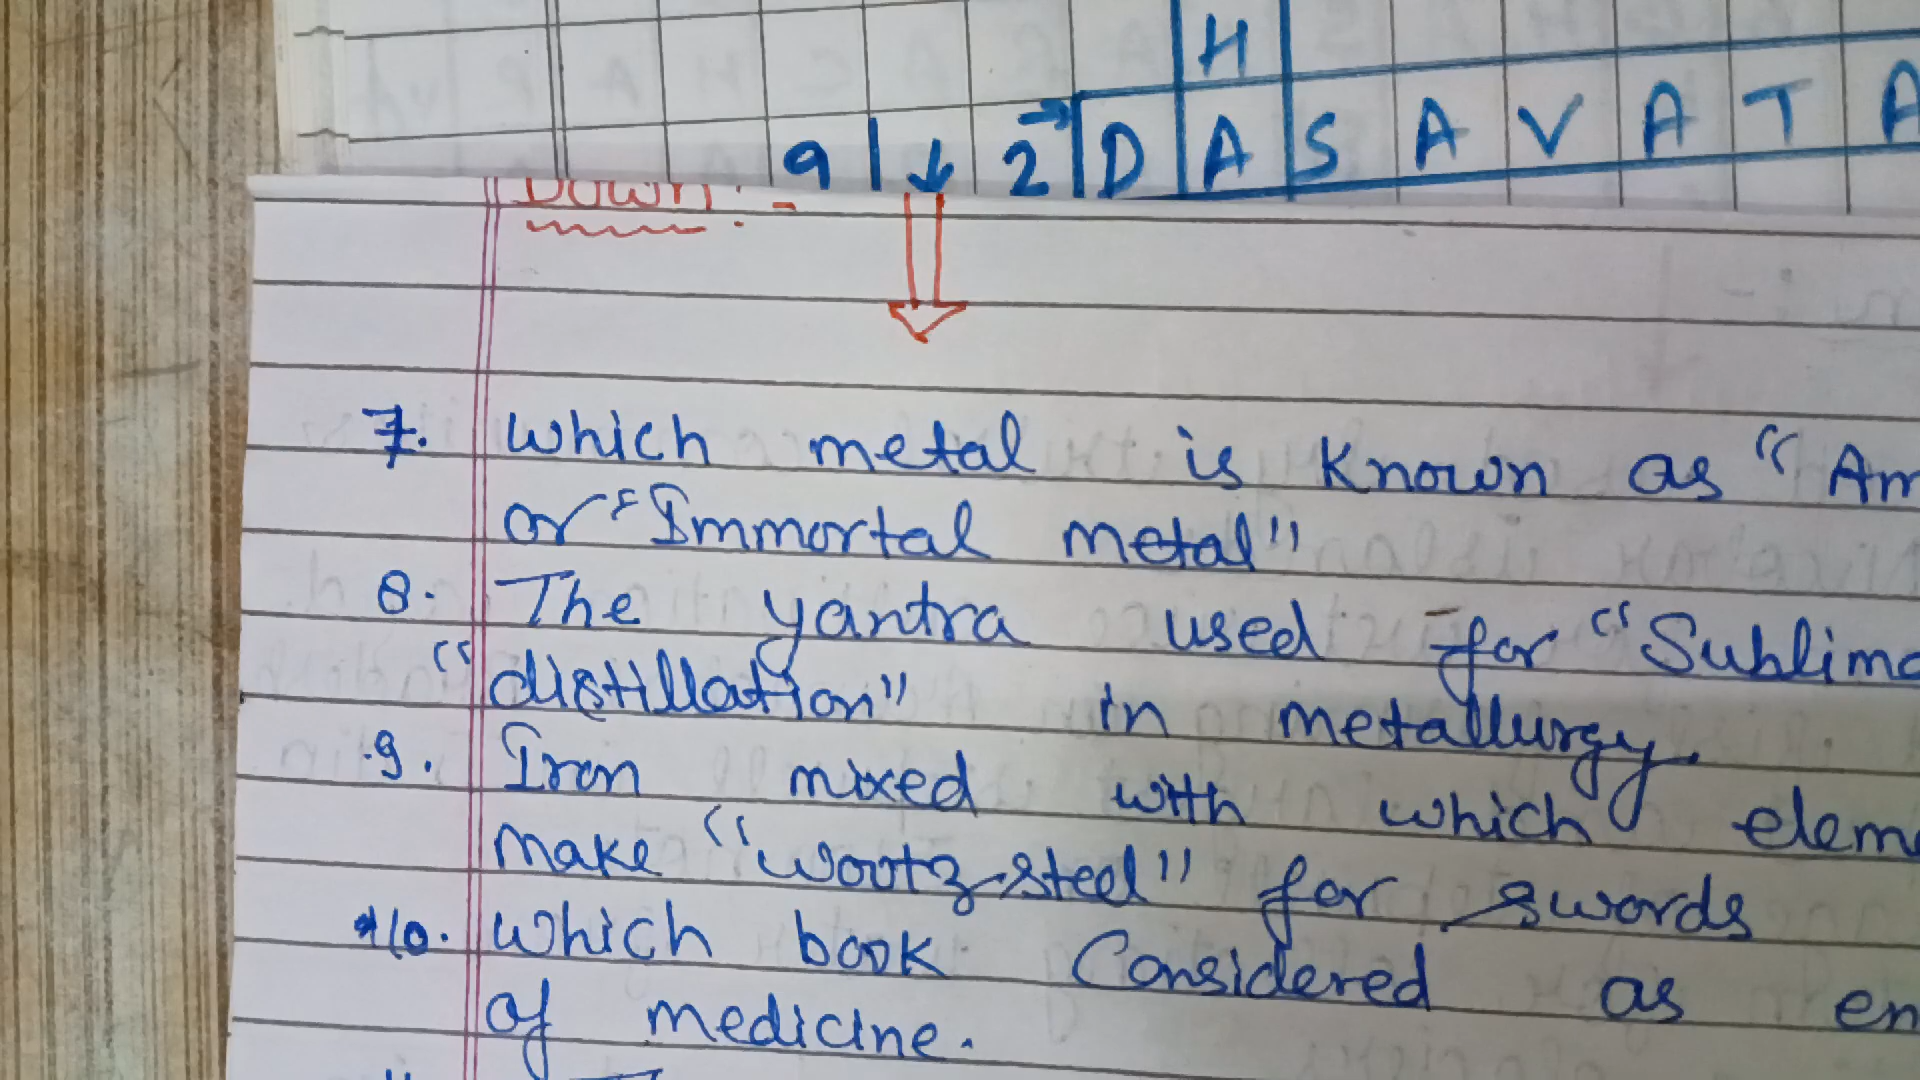 H
9 ↓ 2 → D A S A V A T A
Down :-
7. Which metal is known as "Am
or "Immortal metal"
8. The yantra used for "Sublima
"distillation" in metallurgy.
9. Iron mixed with which eleme
make "wootz-steel" for swords
10. Which book Considered as en
of medicine.